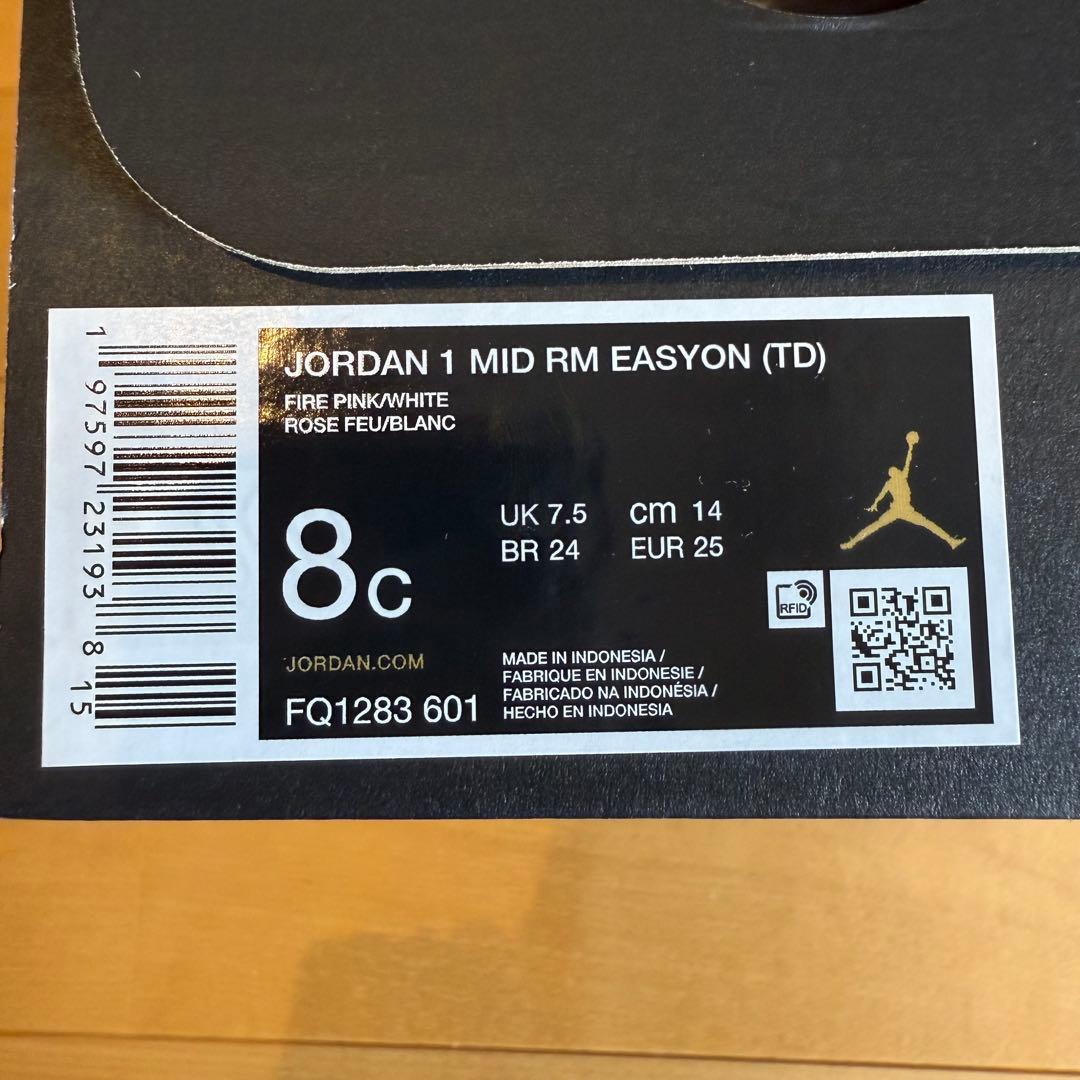 JORDAN 1 MID RM EASYON (TD)
FIRE PINK/WHITE
ROSE FEU/BLANC
8C
UK 7.5 cm 14
BR 24 EUR 25
RFID
JORDAN.COM
FQ1283 601
MADE IN INDONESIA /
FABRIQUE EN INDONESIE /
FABRICADO NA INDONÉSIA /
HECHO EN INDONESIA
1 97597 23193 8 15